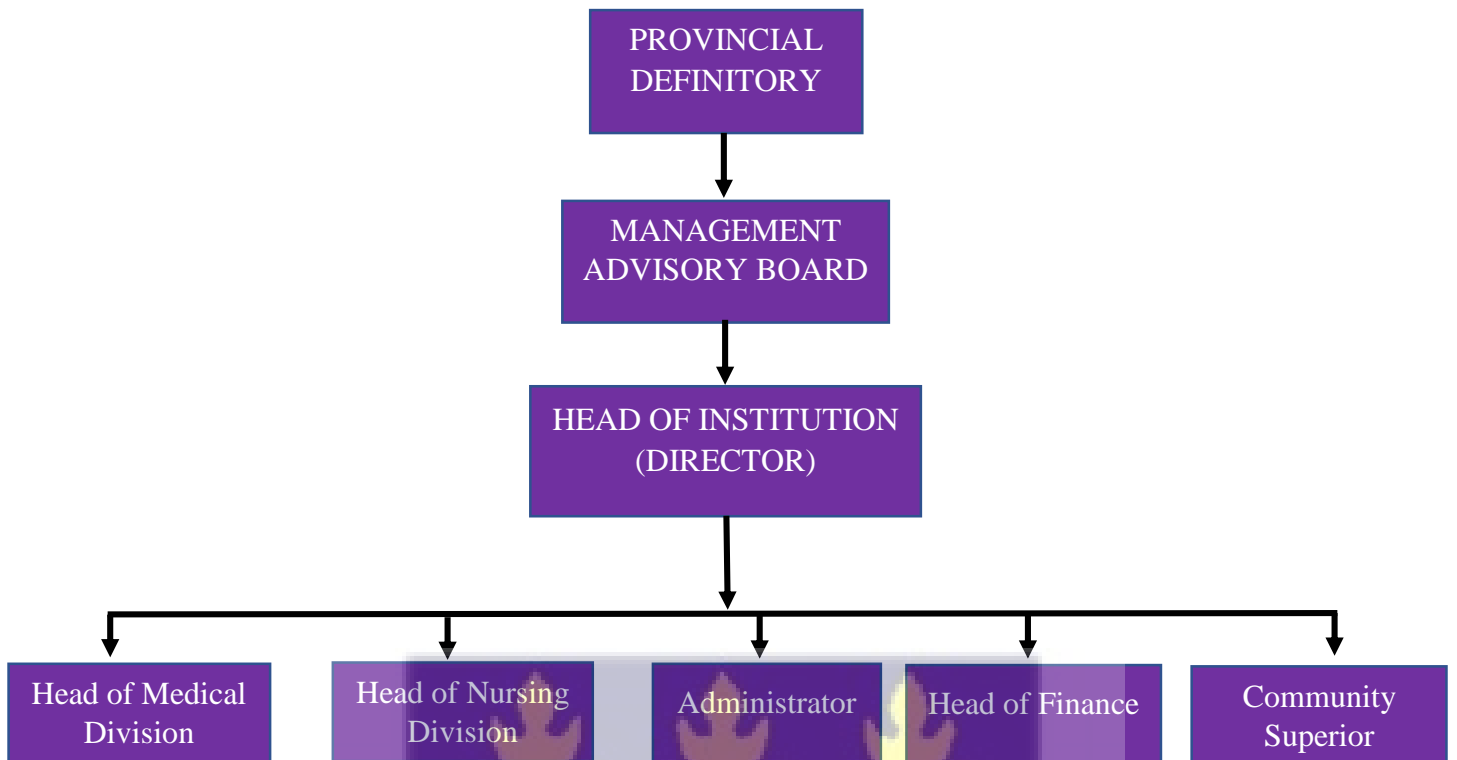 PROVINCIAL
DEFINITORY
MANAGEMENT
ADVISORY BOARD
HEAD OF INSTITUTION
(DIRECTOR)
Head of Medical
Division
Head of Nursing
Division
Administrator
Head of Finance
Community
Superior